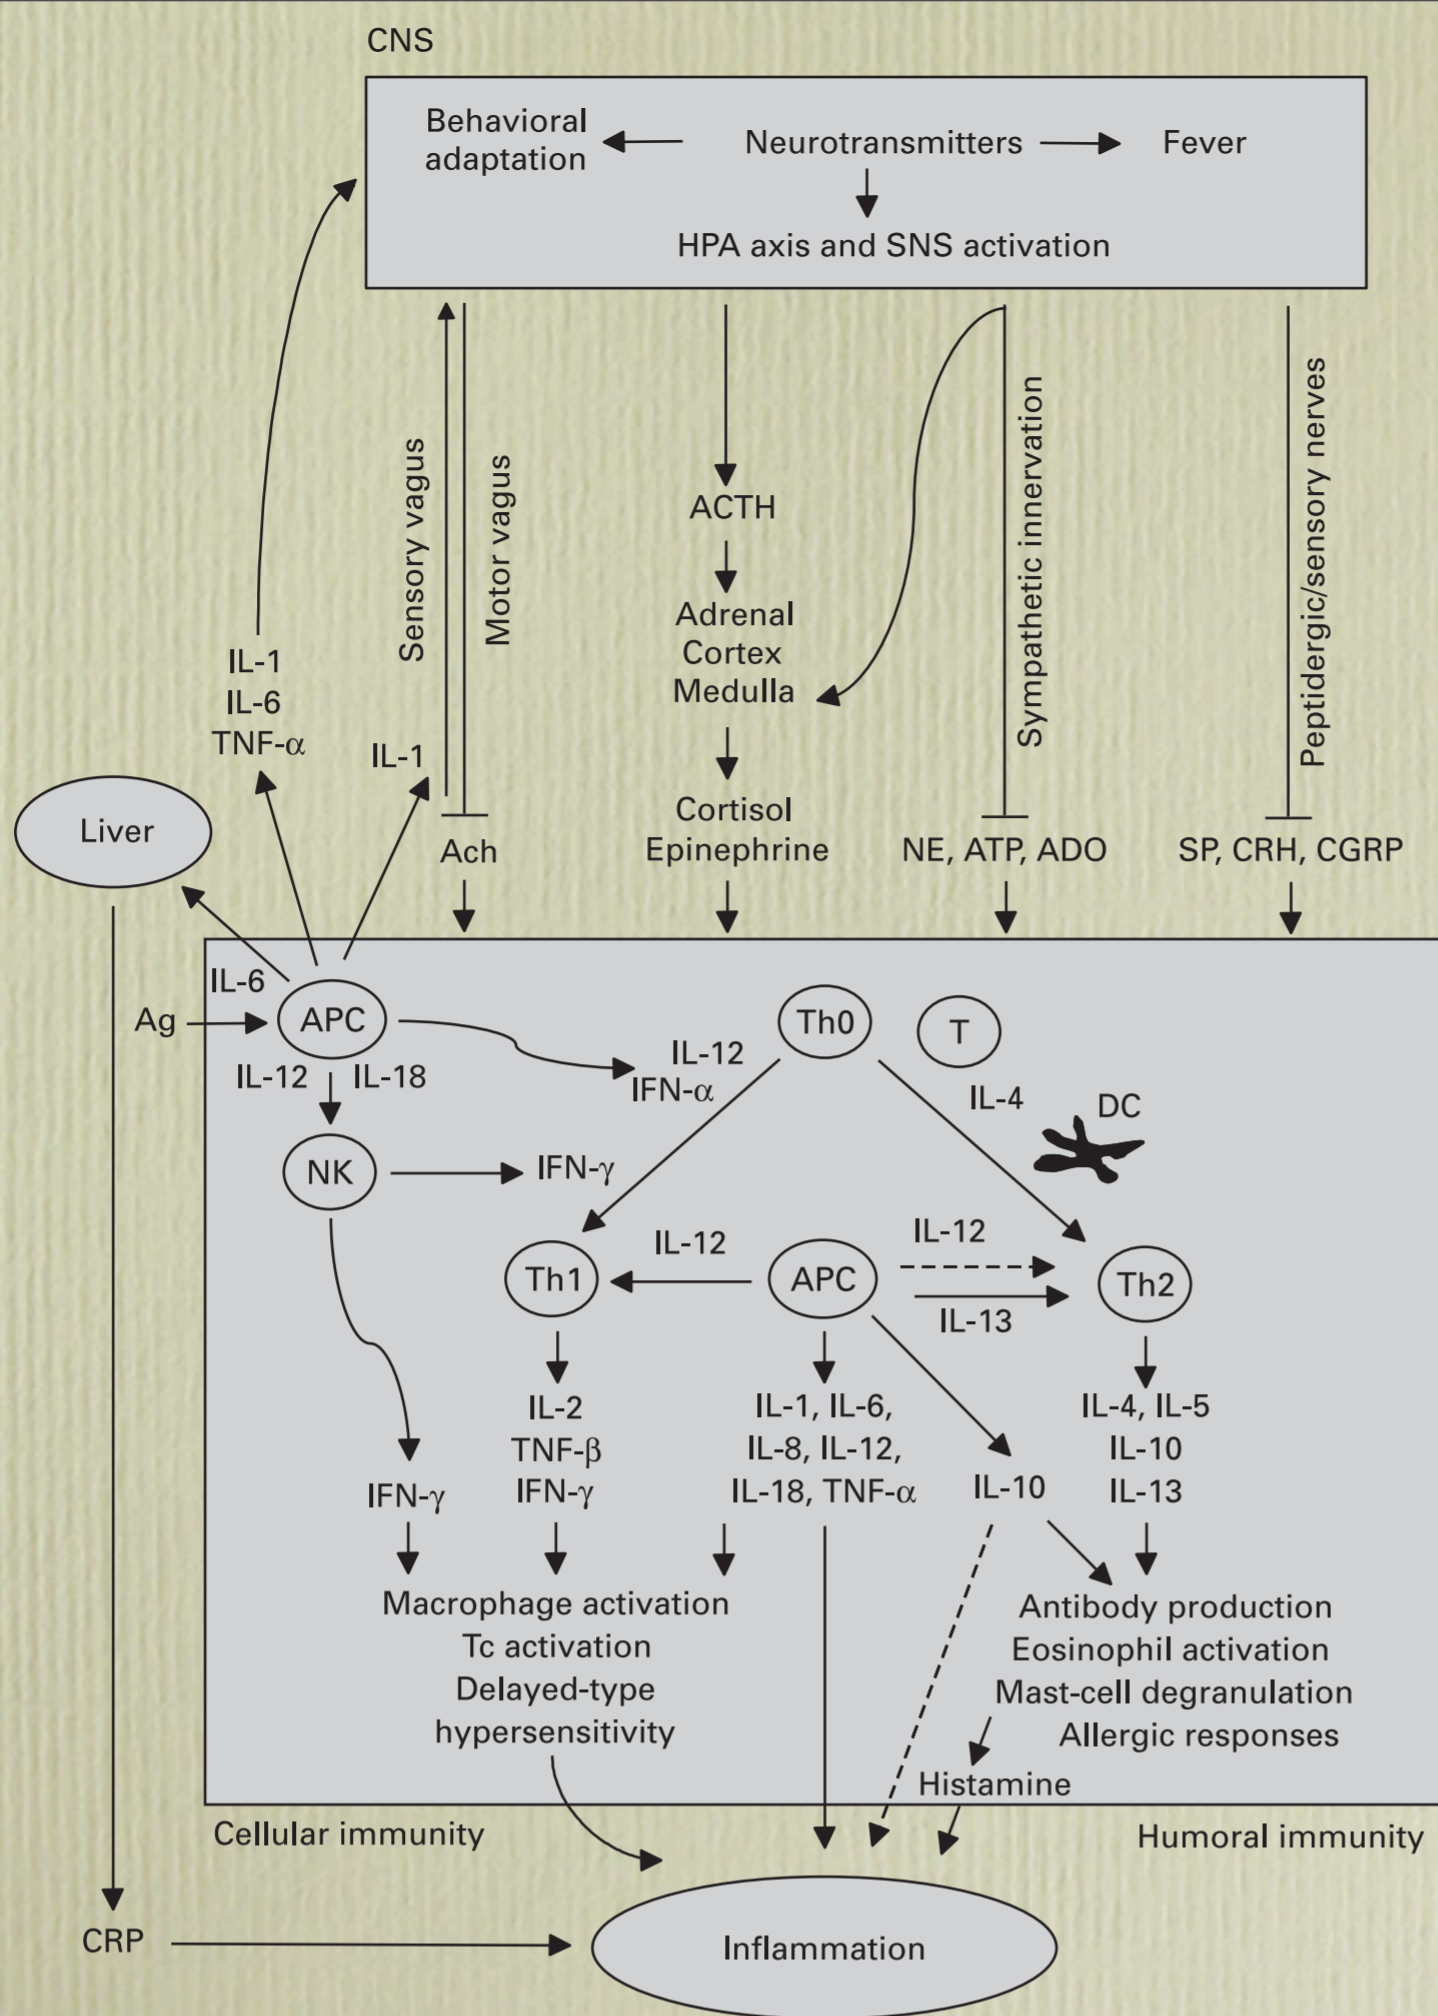 CNS
Behavioral
adaptation
Neurotransmitters
Fever
HPA axis and SNS activation
Sensory vagus
Motor vagus
Sympathetic innervation
Peptidergic/sensory nerves
ACTH
Adrenal
Cortex
Medulla
IL-1
IL-6
TNF-α
IL-1
Liver
Ach
Cortisol
Epinephrine
NE, ATP, ADO
SP, CRH, CGRP
IL-6
Ag
APC
IL-12
IL-18
IL-12
IFN-α
Th0
T
IL-4
DC
NK
IFN-γ
Th1
IL-12
APC
IL-12
IL-13
Th2
IFN-γ
IL-2
TNF-β
IFN-γ
IL-1, IL-6,
IL-8, IL-12,
IL-18, TNF-α
IL-10
IL-4, IL-5
IL-10
IL-13
Macrophage activation
Tc activation
Delayed-type
hypersensitivity
Antibody production
Eosinophil activation
Mast-cell degranulation
Allergic responses
Histamine
Cellular immunity
Humoral immunity
CRP
Inflammation